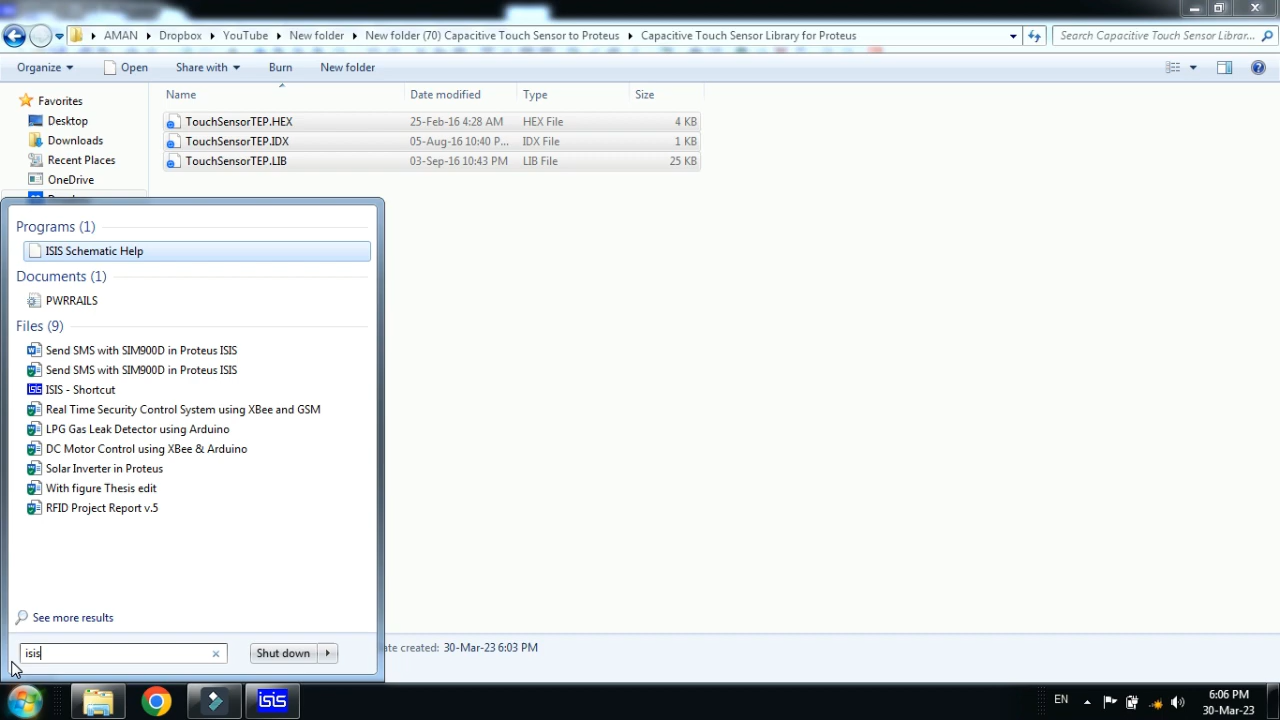 AMAN Dropbox YouTube New folder New folder (70) Capacitive Touch Sensor to Proteus Capacitive Touch Sensor Library for Proteus Search Capacitive Touch Sensor Librar...
Organize Open Share with Burn New folder
Favorites
Desktop
Downloads
Recent Places
OneDrive
Name Date modified Type Size
TouchSensorTEP.HEX 25-Feb-16 4:28 AM HEX File 4 KB
TouchSensorTEP.IDX 05-Aug-16 10:40 P... IDX File 1 KB
TouchSensorTEP.LIB 03-Sep-16 10:43 PM LIB File 25 KB
Programs (1)
ISIS Schematic Help
Documents (1)
PWRRAILS
Files (9)
Send SMS with SIM900D in Proteus ISIS
Send SMS with SIM900D in Proteus ISIS
ISIS - Shortcut
Real Time Security Control System using XBee and GSM
LPG Gas Leak Detector using Arduino
DC Motor Control using XBee & Arduino
Solar Inverter in Proteus
With figure Thesis edit
RFID Project Report v.5
See more results
isis
Shut down
ate created: 30-Mar-23 6:03 PM
isis
EN
6:06 PM
30-Mar-23